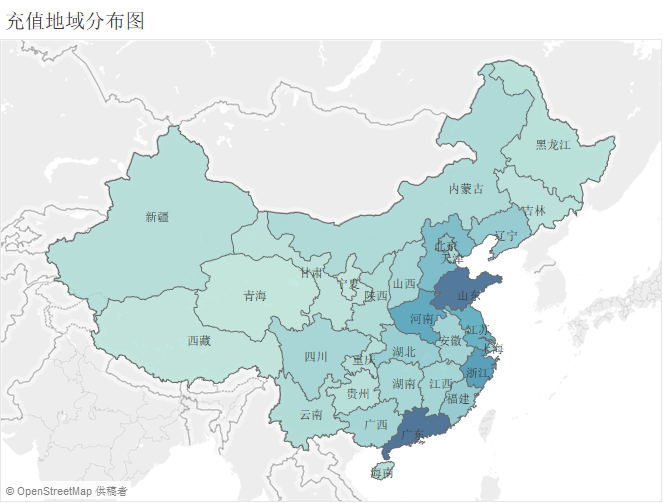 充值地域分布图
黑龙江
内蒙古
吉林
新疆
辽宁
北京
天津
甘肃
宁夏
山西
青海
陕西
山东
河南
江苏
西藏
安徽
上海
四川
重庆
湖北
浙江
贵州
湖南
江西
福建
云南
广西
广东
海南
© OpenStreetMap 供稿者